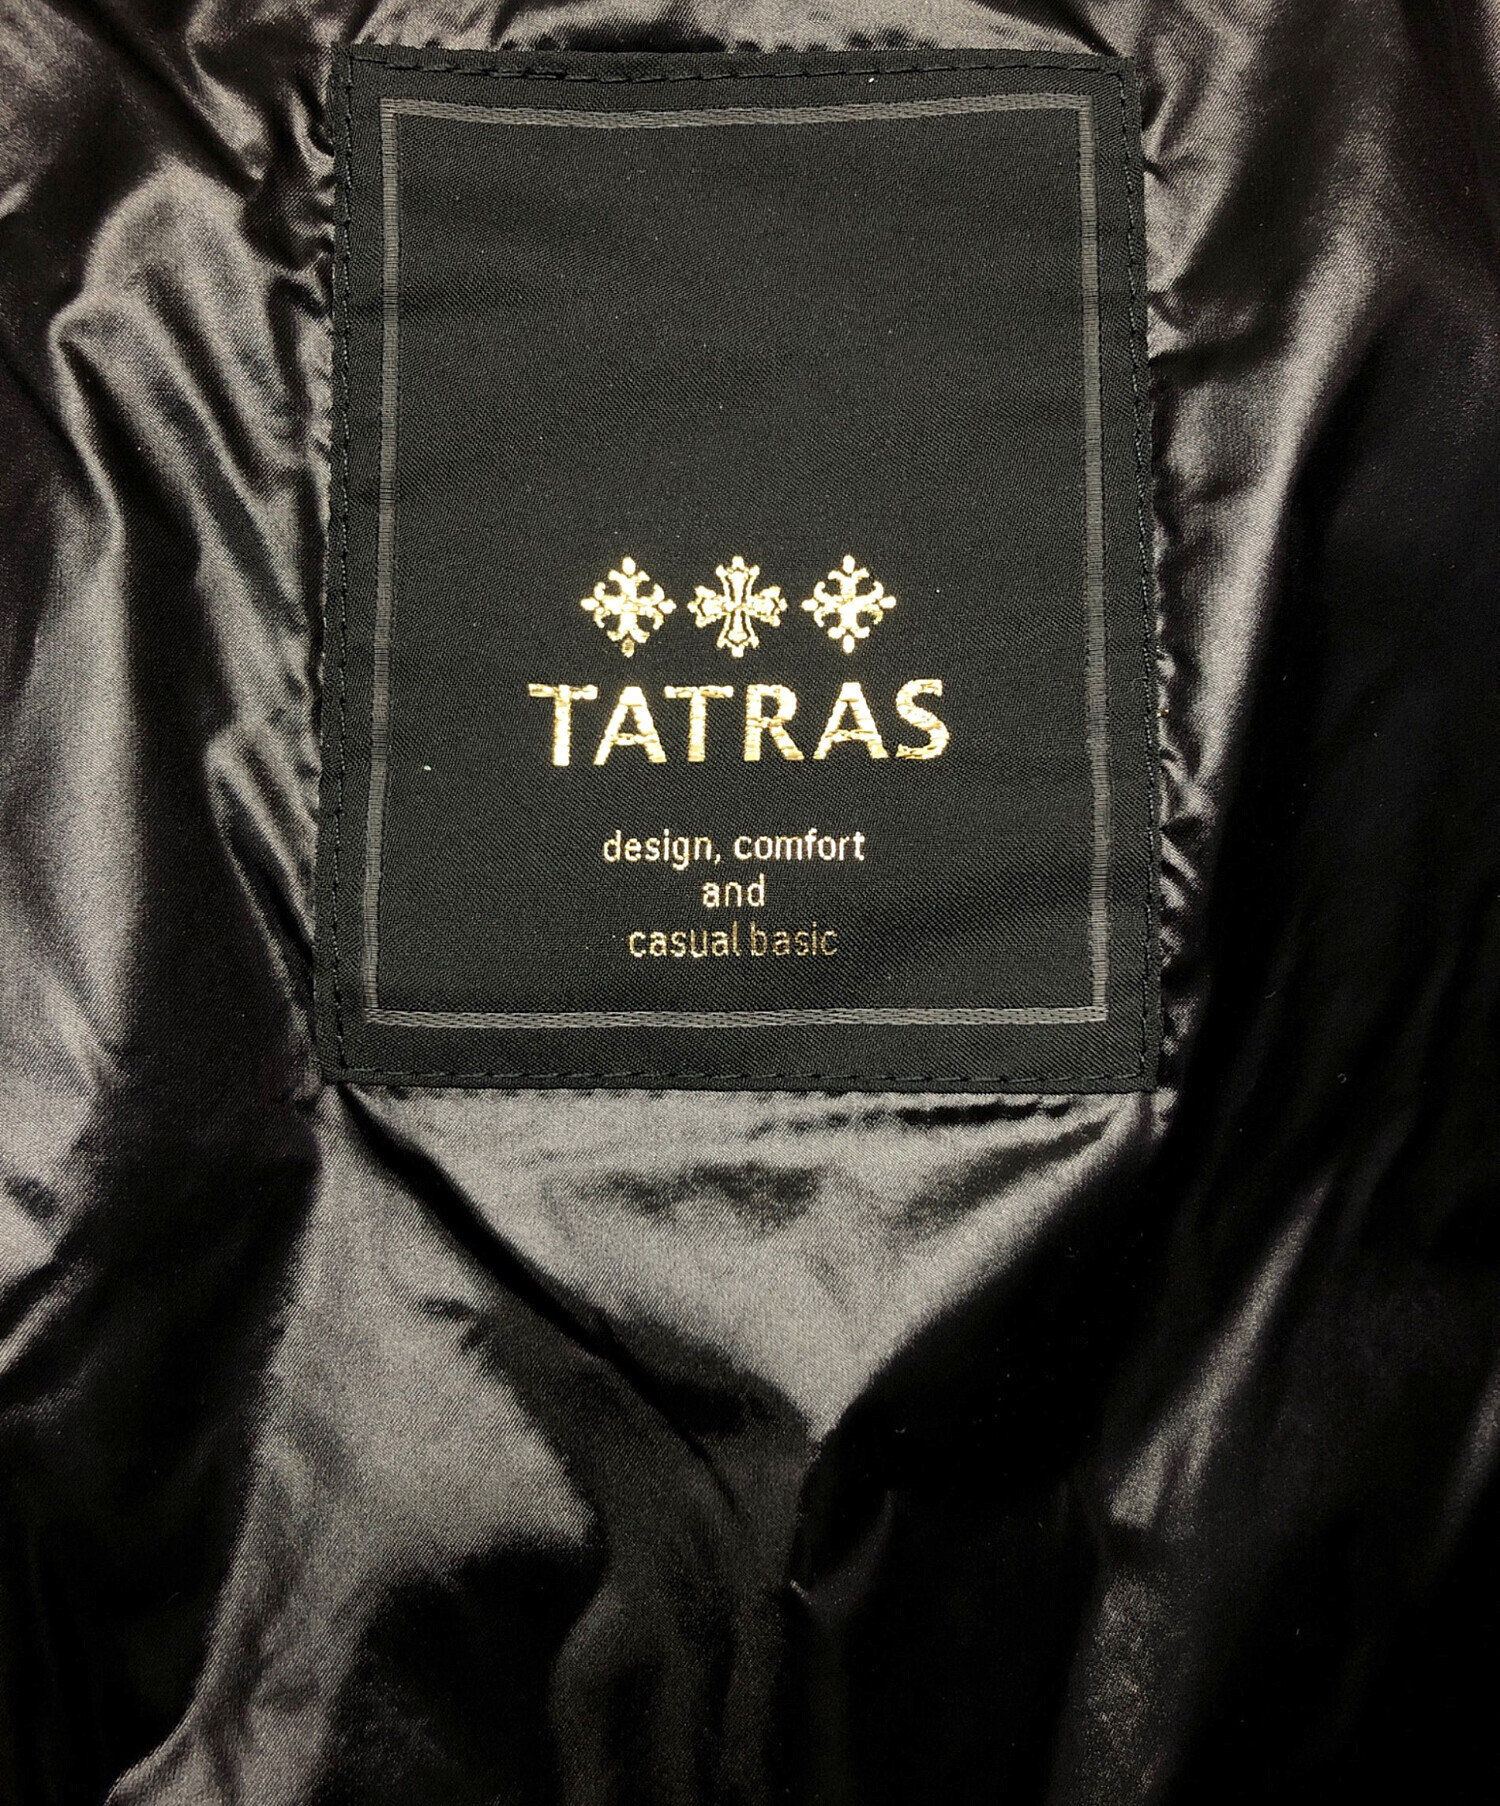 TATRAS
design, comfort
and
casual basic